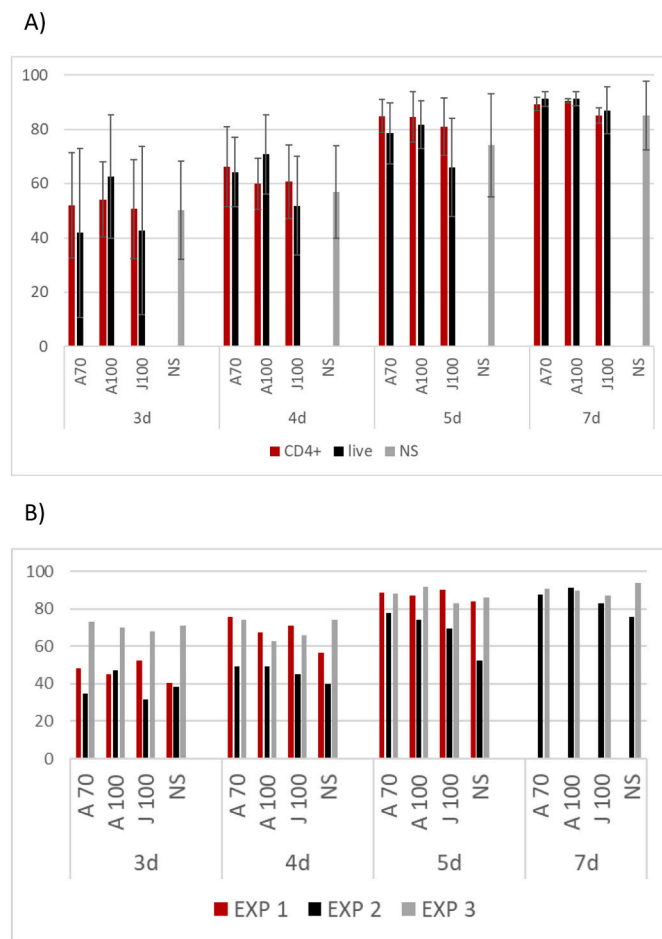 A)
100
80
60
40
20
0
A70 A100 J100 NS A70 A100 J100 NS A70 A100 J100 NS A70 A100 J100 NS
3d 4d 5d 7d
CD4+ live NS
B)
100
80
60
40
20
0
A 70 A 100 J 100 NS A 70 A 100 J 100 NS A 70 A 100 J 100 NS A 70 A 100 J 100 NS
3d 4d 5d 7d
EXP 1 EXP 2 EXP 3